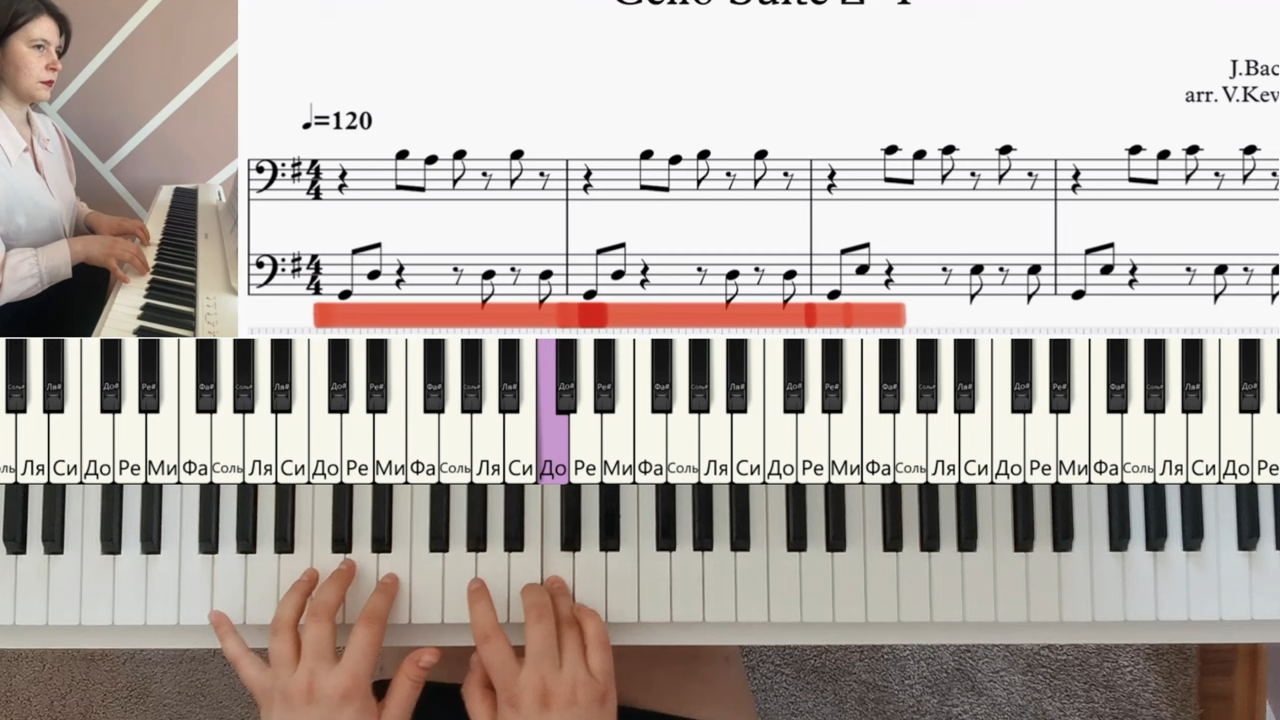 Cello Suite
J.Bac
arr. V.Kev
♩=120
Соль# Ля# До# Ре# Фа# Соль# Ля# До# Ре# Фа# Соль# Ля# До# Ре# Фа# Соль# Ля# До# Ре# Фа# Соль# Ля# До# Ре# Фа# Соль# Ля# До#
ль Ля Си До Ре Ми Фа Соль Ля Си До Ре Ми Фа Соль Ля Си До Ре Ми Фа Соль Ля Си До Ре Ми Фа Соль Ля Си До Ре Ми Фа Соль Ля Си До Ре